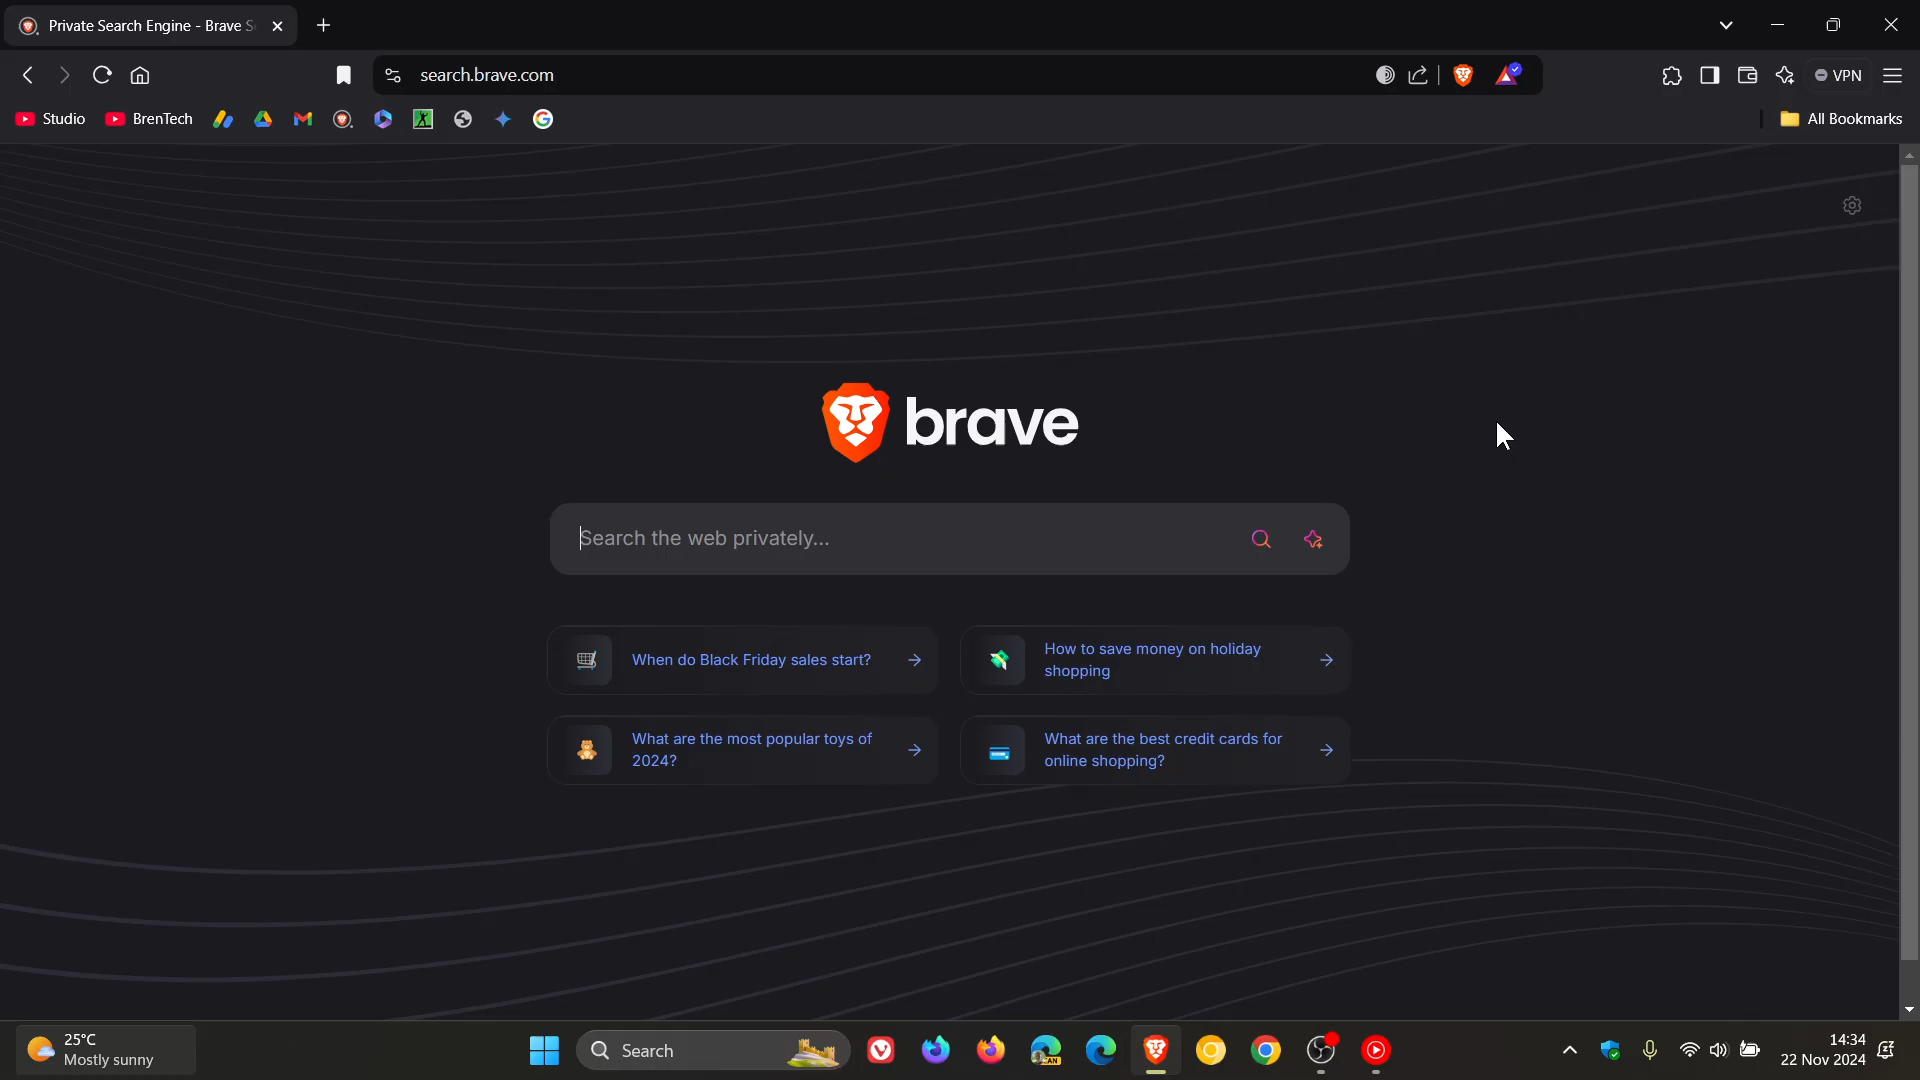 Private Search Engine - Brave S
search.brave.com
VPN
Studio
BrenTech
All Bookmarks
brave
Search the web privately...
When do Black Friday sales start?
How to save money on holiday
shopping
What are the most popular toys of
2024?
What are the best credit cards for
online shopping?
25°C
Mostly sunny
Search
CAN
14:34
22 Nov 2024